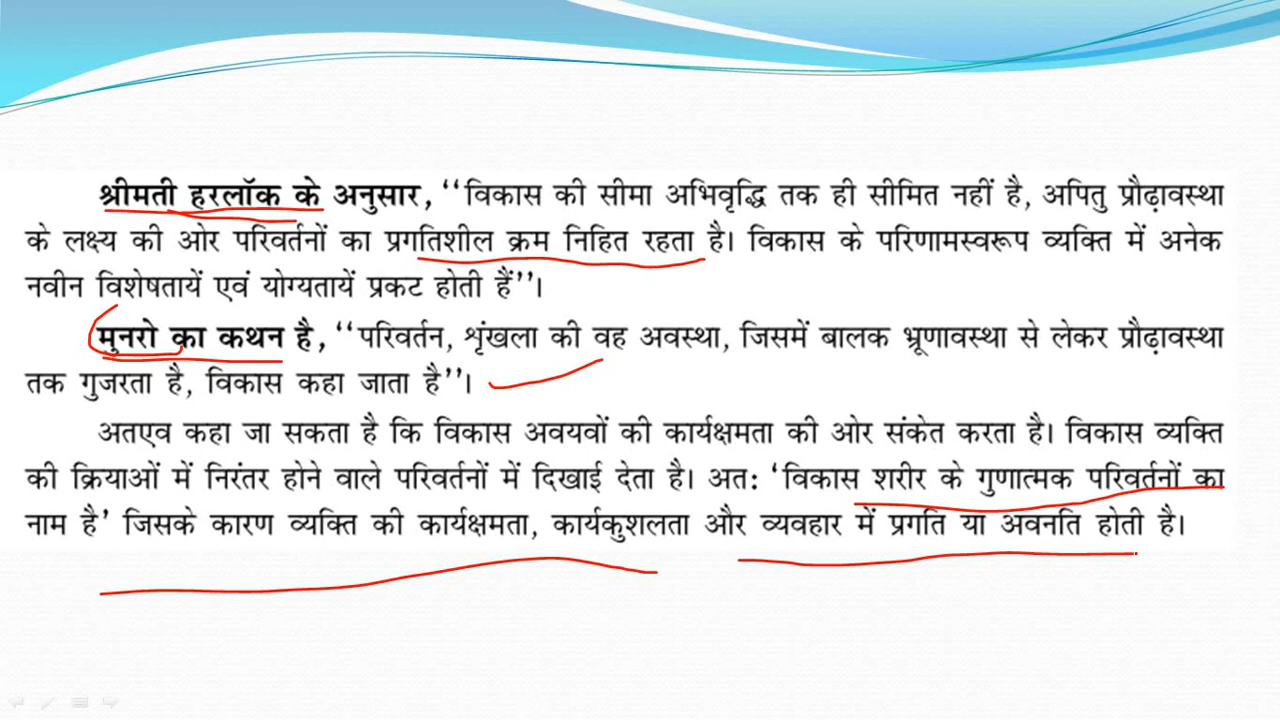 श्रीमती हरलॉक के अनुसार, ‘‘विकास की सीमा अभिवृद्धि तक ही सीमित नहीं है, अपितु प्रौढ़ावस्था
के लक्ष्य की ओर परिवर्तनों का प्रगतिशील क्रम निहित रहता है। विकास के परिणामस्वरूप व्यक्ति में अनेक
नवीन विशेषतायें एवं योग्यतायें प्रकट होती हैं’’।
मुनरो का कथन है, ‘‘परिवर्तन, शृंखला की वह अवस्था, जिसमें बालक भ्रूणावस्था से लेकर प्रौढ़ावस्था
तक गुजरता है, विकास कहा जाता है’’।
अतएव कहा जा सकता है कि विकास अवयवों की कार्यक्षमता की ओर संकेत करता है। विकास व्यक्ति
की क्रियाओं में निरंतर होने वाले परिवर्तनों में दिखाई देता है। अत: ‘विकास शरीर के गुणात्मक परिवर्तनों का
नाम है’ जिसके कारण व्यक्ति की कार्यक्षमता, कार्यकुशलता और व्यवहार में प्रगति या अवनति होती है।